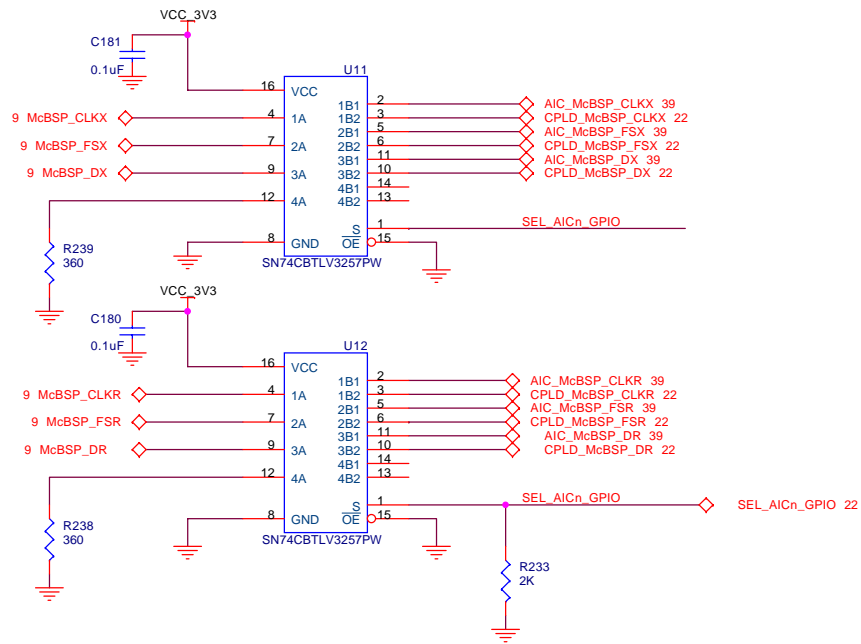 VCC_3V3
C181
0.1uF
U11
16 VCC
9 McBSP_CLKX 4 1A
9 McBSP_FSX 7 2A
9 McBSP_DX 9 3A
12 4A
8 GND
1B1 2 AIC_McBSP_CLKX 39
1B2 3 CPLD_McBSP_CLKX 22
2B1 5 AIC_McBSP_FSX 39
2B2 6 CPLD_McBSP_FSX 22
3B1 11 AIC_McBSP_DX 39
3B2 10 CPLD_McBSP_DX 22
4B1 14
4B2 13
S 1 SEL_AICn_GPIO
OE 15
R239
360
SN74CBTLV3257PW
VCC_3V3
C180
0.1uF
U12
16 VCC
9 McBSP_CLKR 4 1A
9 McBSP_FSR 7 2A
9 McBSP_DR 9 3A
12 4A
8 GND
1B1 2 AIC_McBSP_CLKR 39
1B2 3 CPLD_McBSP_CLKR 22
2B1 5 AIC_McBSP_FSR 39
2B2 6 CPLD_McBSP_FSR 22
3B1 11 AIC_McBSP_DR 39
3B2 10 CPLD_McBSP_DR 22
4B1 14
4B2 13
S 1 SEL_AICn_GPIO SEL_AICn_GPIO 22
OE 15
R238
360
SN74CBTLV3257PW
R233
2K